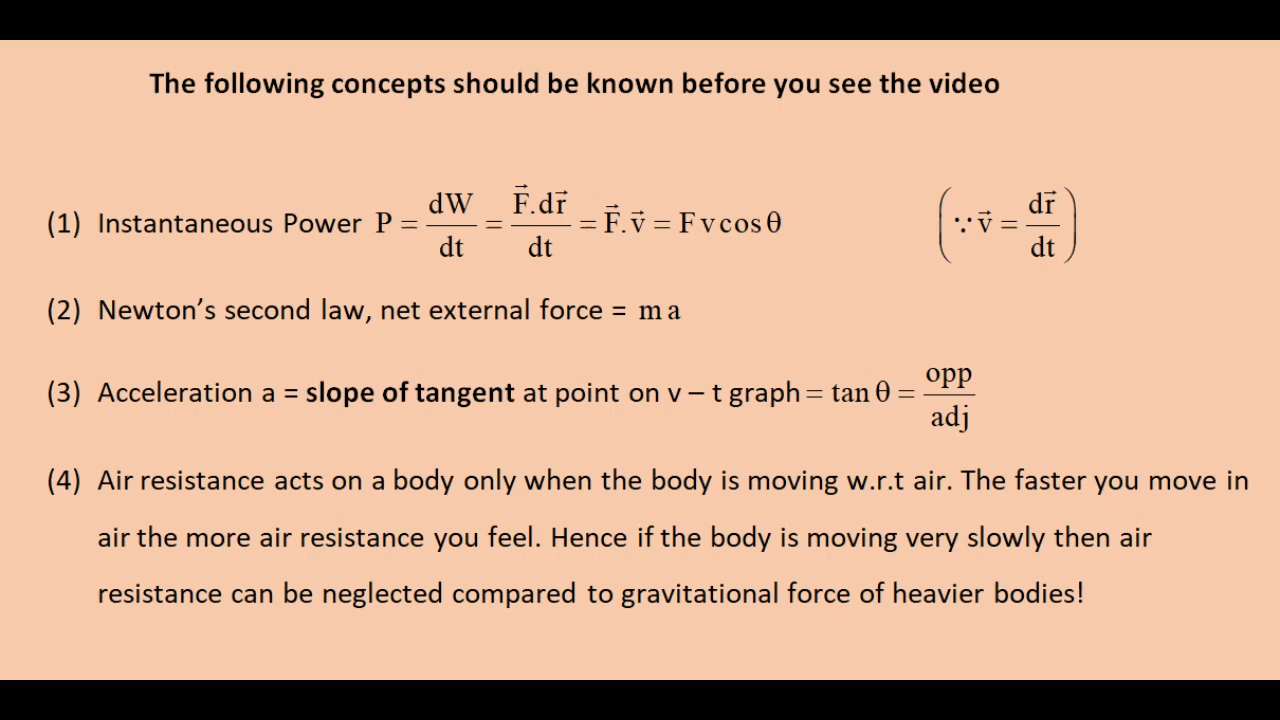 The following concepts should be known before you see the video
(1) Instantaneous Power P = dW/dt = F⃗.dr⃗/dt = F⃗.v⃗ = F v cos θ (∵ v⃗ = dr⃗/dt)
(2) Newton’s second law, net external force = m a
(3) Acceleration a = slope of tangent at point on v – t graph = tan θ = opp/adj
(4) Air resistance acts on a body only when the body is moving w.r.t air. The faster you move in
air the more air resistance you feel. Hence if the body is moving very slowly then air
resistance can be neglected compared to gravitational force of heavier bodies!